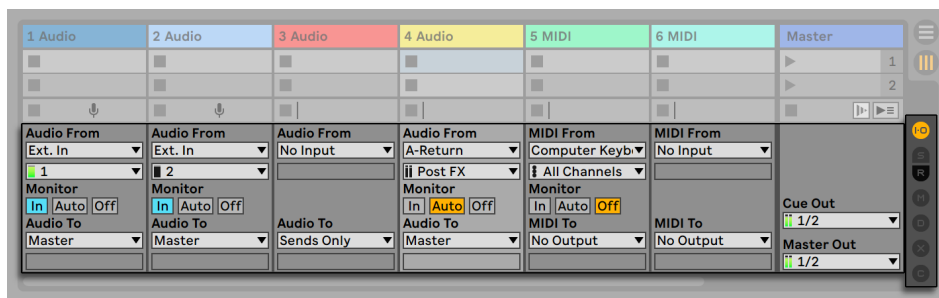 1 Audio 2 Audio 3 Audio 4 Audio 5 MIDI 6 MIDI Master
1
2
Audio From Audio From Audio From Audio From MIDI From MIDI From
Ext. In Ext. In No Input A-Return Computer Keyb No Input
1 2 Post FX All Channels
Monitor Monitor Monitor Monitor
In Auto Off In Auto Off In Auto Off In Auto Off
Cue Out
Audio To Audio To Audio To Audio To MIDI To MIDI To
1/2
Master Master Sends Only Master No Output No Output
Master Out
1/2
I·O
S
R
M
D
X
C